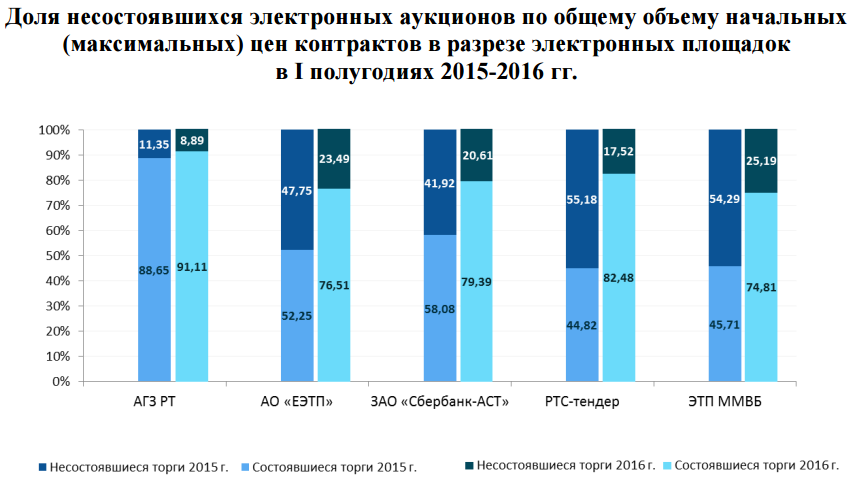 Доля несостоявшихся электронных аукционов по общему объему начальных
(максимальных) цен контрактов в разрезе электронных площадок
в I полугодиях 2015-2016 гг.
100%
90%
80%
70%
60%
50%
40%
30%
20%
10%
0%
11,35 8,89 47,75 23,49 41,92 20,61 55,18 17,52 54,29 25,19
88,65 91,11 52,25 76,51 58,08 79,39 44,82 82,48 45,71 74,81
АГЗ РТ АО «ЕЭТП» ЗАО «Сбербанк-АСТ» РТС-тендер ЭТП ММВБ
Несостоявшиеся торги 2015 г. Состоявшиеся торги 2015 г. Несостоявшиеся торги 2016 г. Состоявшиеся торги 2016 г.